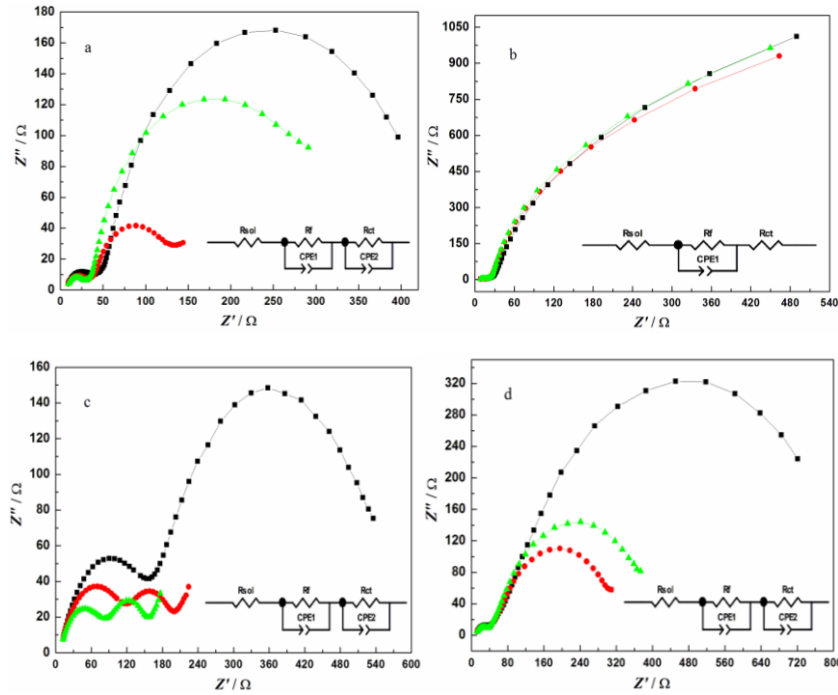 a
180
160
140
120
100
80
60
40
20
0
Z'' / Ω
0 50 100 150 200 250 300 350 400
Z' / Ω
Rsol Rf Rct
CPE1 CPE2
b
1050
900
750
600
450
300
150
0
Z'' / Ω
0 60 120 180 240 300 360 420 480 540
Z' / Ω
Rsol Rf Rct
CPE1
c
160
140
120
100
80
60
40
20
0
Z'' / Ω
0 60 120 180 240 300 360 420 480 540 600
Z' / Ω
Rsol Rf Rct
CPE1 CPE2
d
320
280
240
200
160
120
80
40
0
Z'' / Ω
0 80 160 240 320 400 480 560 640 720 800
Z' / Ω
Rsol Rf Rct
CPE1 CPE2